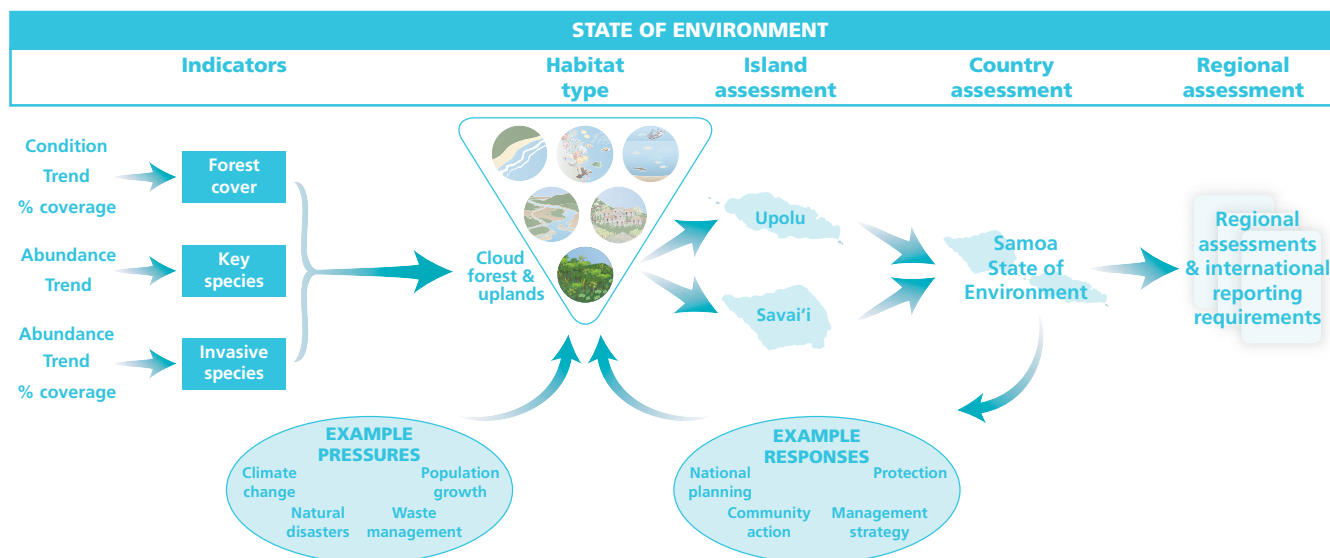 STATE OF ENVIRONMENT
Indicators
Habitat
type
Island
assessment
Country
assessment
Regional
assessment
Condition
Trend
% coverage
Forest
cover
Abundance
Trend
Key
species
Abundance
Trend
% coverage
Invasive
species
Cloud
forest &
uplands
Upolu
Savai’i
Samoa
State of
Environment
Regional
assessments
& international
reporting
requirements
EXAMPLE
PRESSURES
Climate
change
Population
growth
Natural
disasters
Waste
management
EXAMPLE
RESPONSES
National
planning
Protection
Community
action
Management
strategy